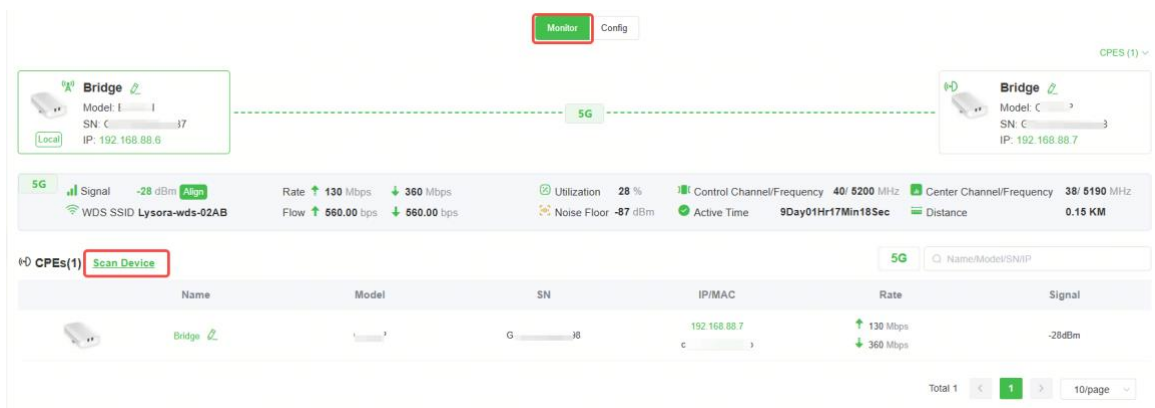 Monitor Config
CPES (1)
Bridge
Model:
SN: 37
Local IP: 192.168.88.6
5G
Bridge
Model:
SN:
IP: 192.168.88.7
5G Signal -28 dBm Align Rate 130 Mbps 360 Mbps Utilization 28 % Control Channel/Frequency 40/ 5200 MHz Center Channel/Frequency 38/ 5190 MHz
WDS SSID Lysora-wds-02AB Flow 560.00 bps 560.00 bps Noise Floor -87 dBm Active Time 9Day01Hr17Min18Sec Distance 0.15 KM
CPEs(1) Scan Device 5G Name/Model/SN/IP
Name Model SN IP/MAC Rate Signal
Bridge G 192.168.88.7 130 Mbps -28dBm
360 Mbps
Total 1 < 1 > 10/page